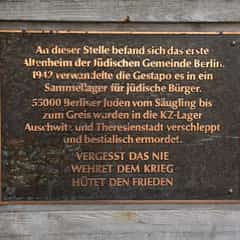 An dieser Stelle befand sich das erste
Altenheim der Jüdischen Gemeinde Berlin.
1942 verwandelte die Gestapo es in ein
Sammellager für jüdische Bürger.
55000 Berliner Juden vom Säugling bis
zum Greis wurden in die KZ-Lager
Auschwitz und Theresienstadt verschleppt
und bestialisch ermordet.
VERGESST DAS NIE
WEHRET DEM KRIEG
HÜTET DEN FRIEDEN